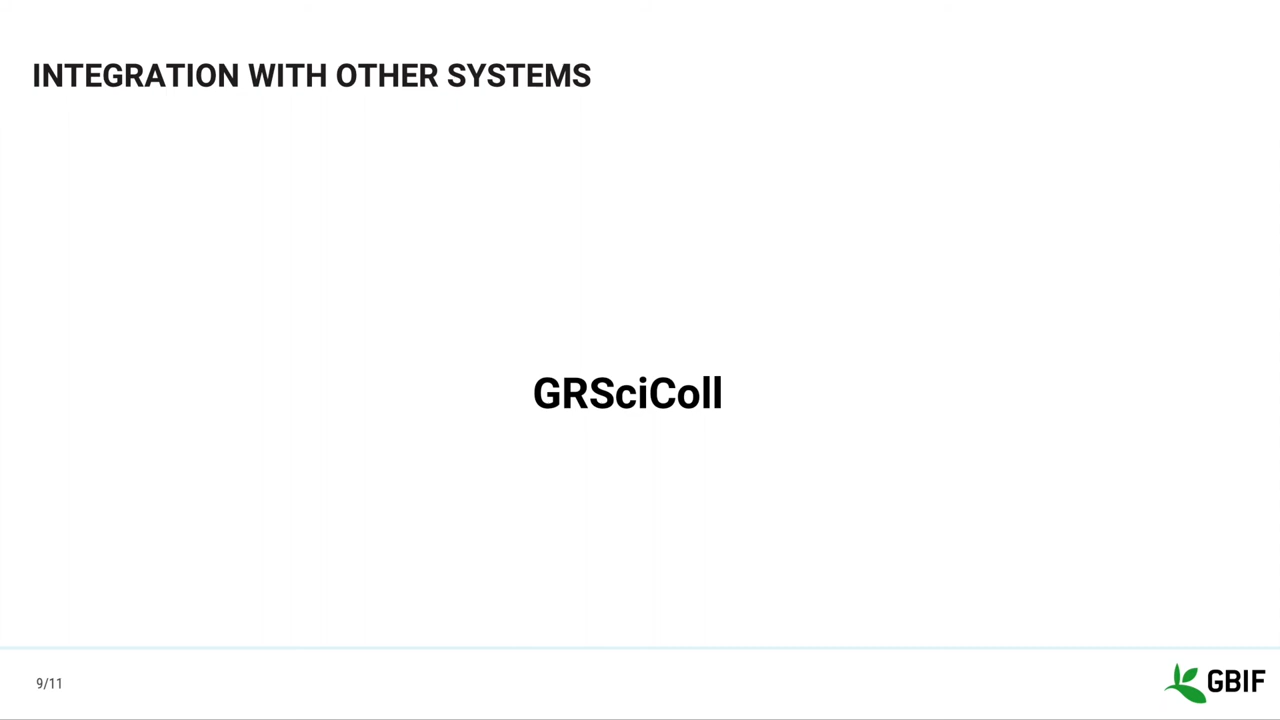 INTEGRATION WITH OTHER SYSTEMS
GRSciColl
9/11
GBIF